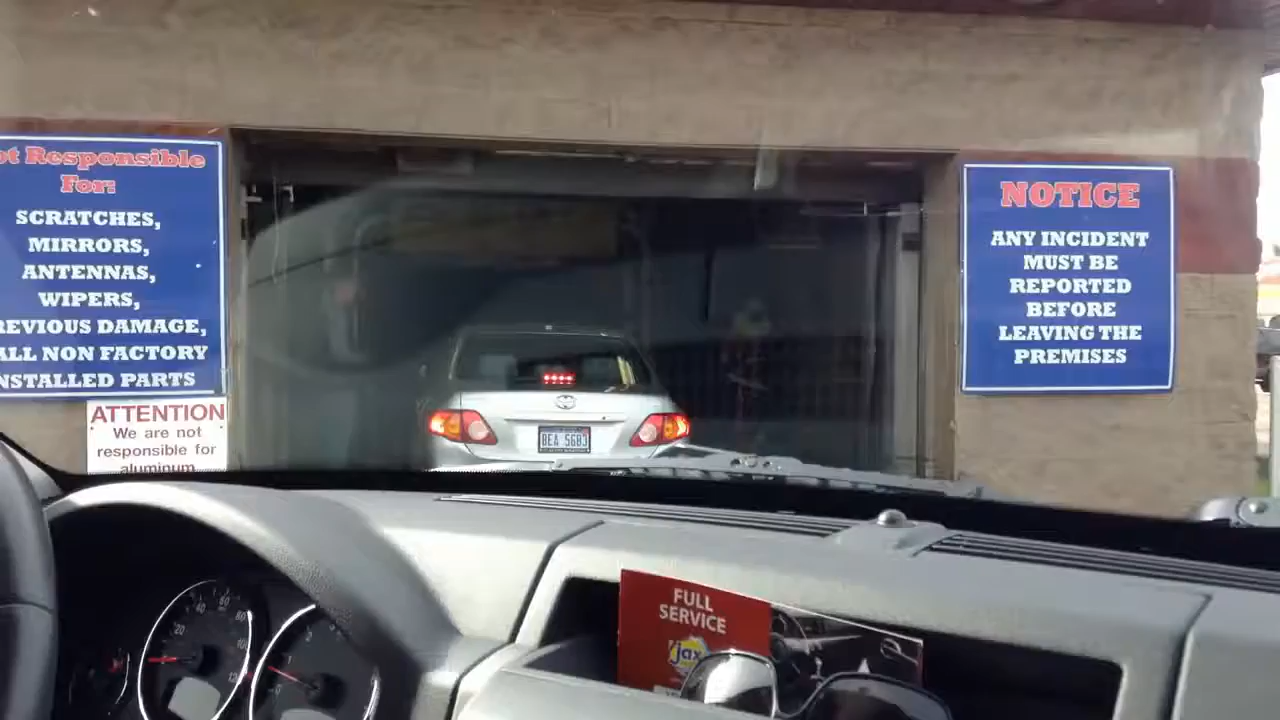 ot Responsible
For:
SCRATCHES,
MIRRORS,
ANTENNAS,
WIPERS,
REVIOUS DAMAGE,
ALL NON FACTORY
NSTALLED PARTS
ATTENTION
We are not
responsible for
aluminum
NOTICE
ANY INCIDENT
MUST BE
REPORTED
BEFORE
LEAVING THE
PREMISES
BEA 5683
FULL
SERVICE
jax